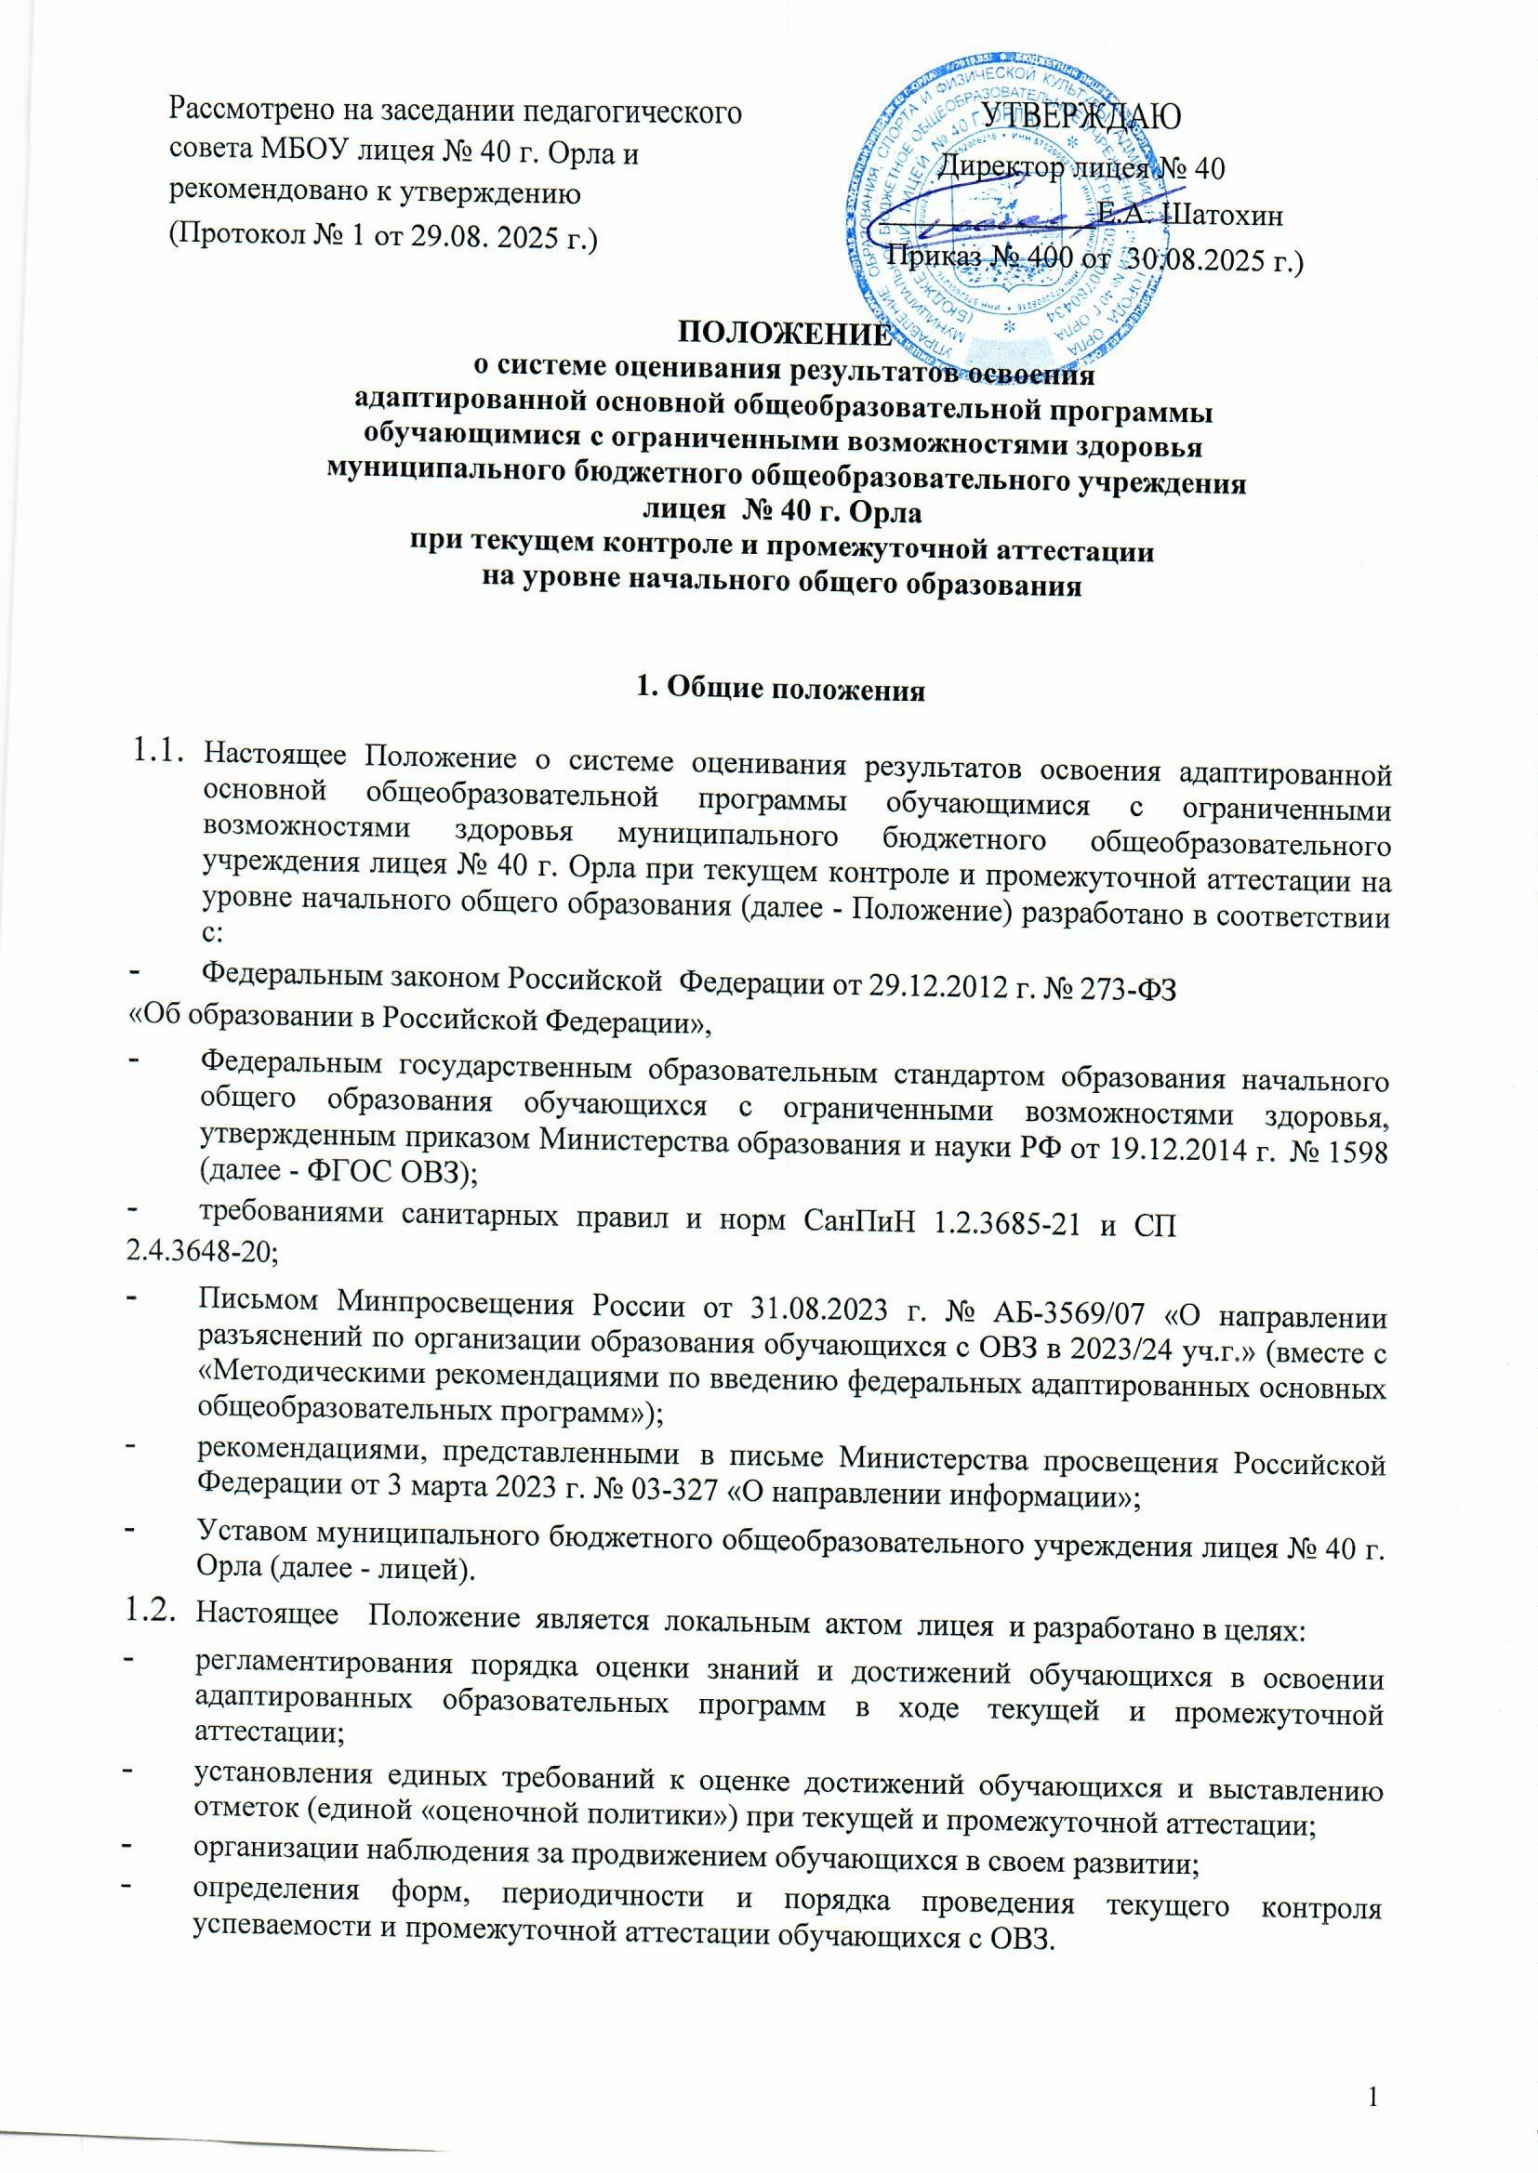 Рассмотрено на заседании педагогического
совета МБОУ лицея № 40 г. Орла и
рекомендовано к утверждению
(Протокол № 1 от 29.08. 2025 г.)
УТВЕРЖДАЮ
Директор лицея № 40
Е.А. Шатохин
Приказ № 400 от 30.08.2025 г.)
ПОЛОЖЕНИЕ
о системе оценивания результатов освоения
адаптированной основной общеобразовательной программы
обучающимися с ограниченными возможностями здоровья
муниципального бюджетного общеобразовательного учреждения
лицея № 40 г. Орла
при текущем контроле и промежуточной аттестации
на уровне начального общего образования
1. Общие положения
1.1. Настоящее Положение о системе оценивания результатов освоения адаптированной
основной общеобразовательной программы обучающимися с ограниченными
возможностями здоровья муниципального бюджетного общеобразовательного
учреждения лицея № 40 г. Орла при текущем контроле и промежуточной аттестации на
уровне начального общего образования (далее - Положение) разработано в соответствии
с:
- Федеральным законом Российской Федерации от 29.12.2012 г. № 273-ФЗ
«Об образовании в Российской Федерации»,
- Федеральным государственным образовательным стандартом образования начального
общего образования обучающихся с ограниченными возможностями здоровья,
утвержденным приказом Министерства образования и науки РФ от 19.12.2014 г. № 1598
(далее - ФГОС ОВЗ);
- требованиями санитарных правил и норм СанПиН 1.2.3685-21 и СП
2.4.3648-20;
- Письмом Минпросвещения России от 31.08.2023 г. № АБ-3569/07 «О направлении
разъяснений по организации образования обучающихся с ОВЗ в 2023/24 уч.г.» (вместе с
«Методическими рекомендациями по введению федеральных адаптированных основных
общеобразовательных программ»);
- рекомендациями, представленными в письме Министерства просвещения Российской
Федерации от 3 марта 2023 г. № 03-327 «О направлении информации»;
- Уставом муниципального бюджетного общеобразовательного учреждения лицея № 40 г.
Орла (далее - лицей).
1.2. Настоящее Положение является локальным актом лицея и разработано в целях:
- регламентирования порядка оценки знаний и достижений обучающихся в освоении
адаптированных образовательных программ в ходе текущей и промежуточной
аттестации;
- установления единых требований к оценке достижений обучающихся и выставлению
отметок (единой «оценочной политики») при текущей и промежуточной аттестации;
- организации наблюдения за продвижением обучающихся в своем развитии;
- определения форм, периодичности и порядка проведения текущего контроля
успеваемости и промежуточной аттестации обучающихся с ОВЗ.
1